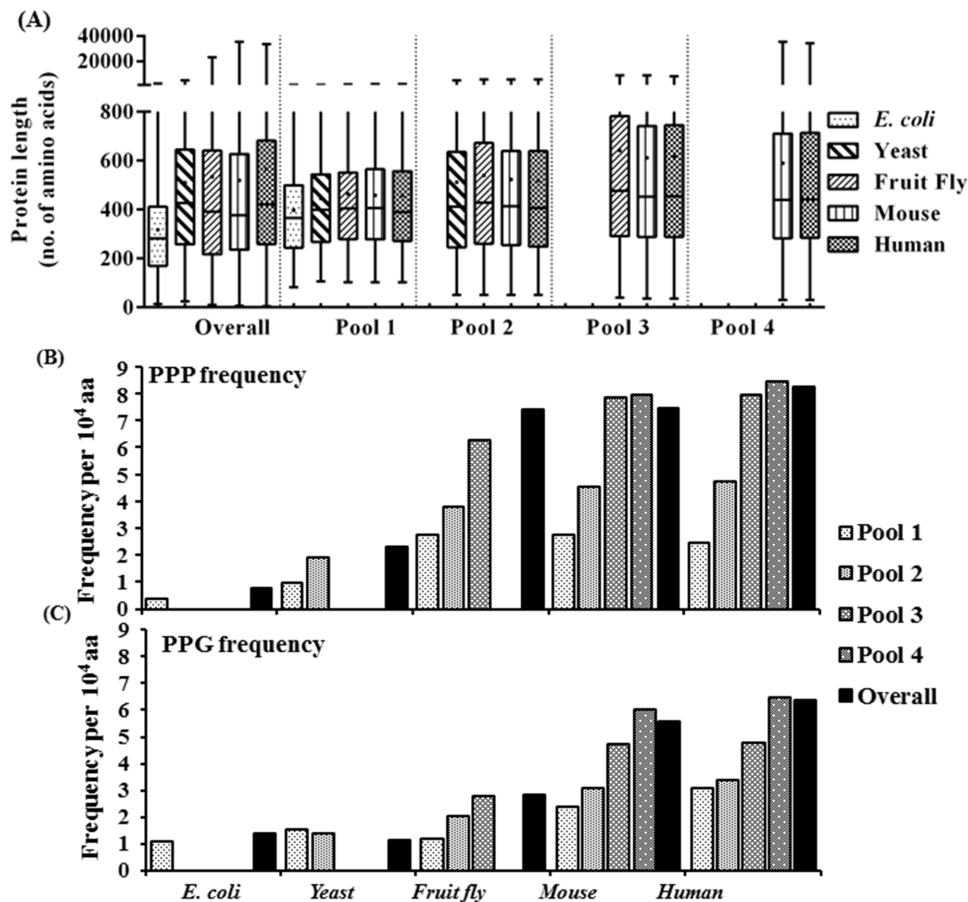 (A)
40000
20000
800
600
400
200
0
Protein length
(no. of amino acids)
E. coli
Yeast
Fruit Fly
Mouse
Human
Overall Pool 1 Pool 2 Pool 3 Pool 4
(B)
PPP frequency
9
8
7
6
5
4
3
2
1
0
Frequency per 10⁴ aa
(C)
PPG frequency
9
8
7
6
5
4
3
2
1
0
Frequency per 10⁴ aa
Pool 1
Pool 2
Pool 3
Pool 4
Overall
E. coli Yeast Fruit fly Mouse Human